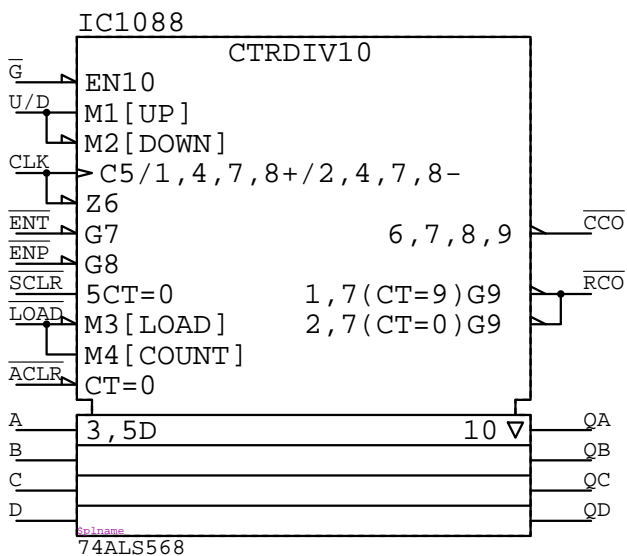 IC1088
CTRDIV10
G
EN10
U/D
M1[UP]
M2[DOWN]
CLK
C5/1,4,7,8+/2,4,7,8-
Z6
ENT
G7
6,7,8,9
CCO
ENP
G8
SCLR
5CT=0
1,7(CT=9)G9
RCO
LOAD
M3[LOAD]
2,7(CT=0)G9
M4[COUNT]
ACLR
CT=0
A
3,5D
10 ▽
QA
B
QB
C
QC
D
QD
$plname
74ALS568